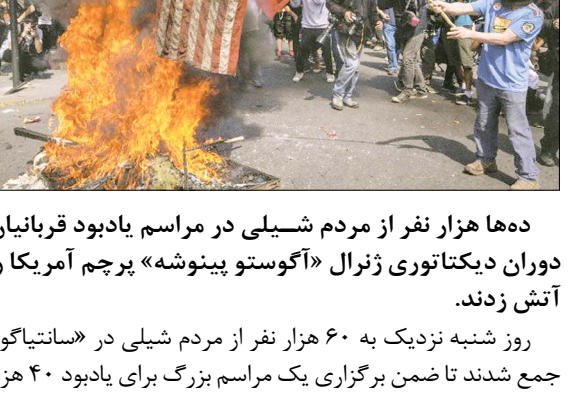 ده‌ها هزار نفر از مردم شــیلی در مراسم یادبود قربانیان
دوران دیکتاتوری ژنرال «آگوستو پینوشه» پرچم آمریکا را
آتش زدند.
روز شنبه نزدیک به ۶۰ هزار نفر از مردم شیلی در «سانتیاگو
جمع شدند تا ضمن برگزاری یک مراسم بزرگ برای یادبود ۴۰ هزار